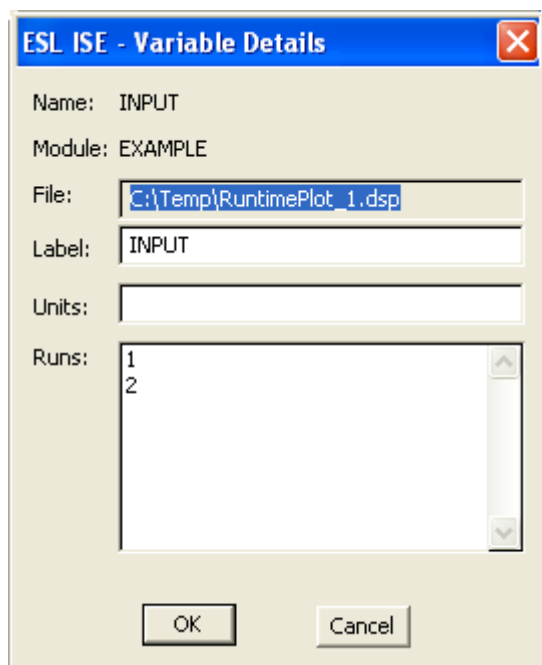 ESL ISE - Variable Details
Name: INPUT
Module: EXAMPLE
File: C:\Temp\RuntimePlot_1.dsp
Label: INPUT
Units:
Runs: 1
2
OK Cancel